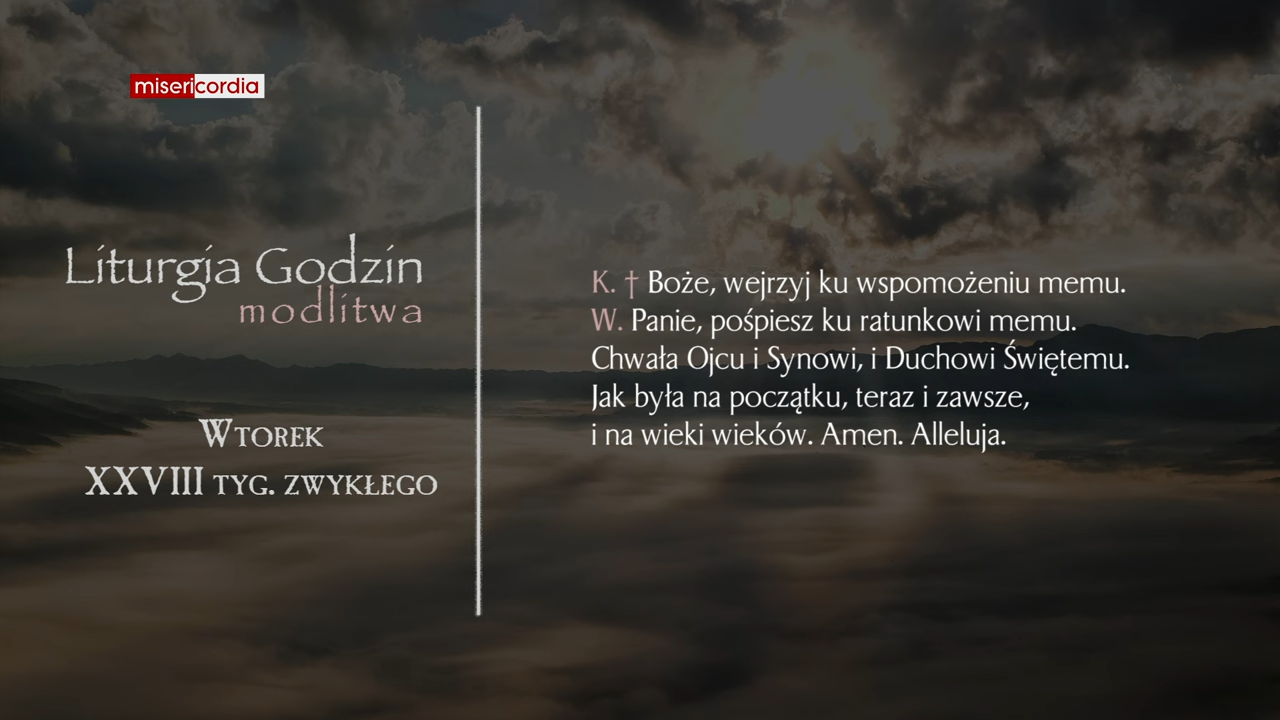 misericordia
Liturgia Godzin
modlitwa
Wtorek
XXVIII tyg. zwykłego
K. † Boże, wejrzyj ku wspomożeniu memu.
W. Panie, pośpiesz ku ratunkowi memu.
Chwała Ojcu i Synowi, i Duchowi Świętemu.
Jak była na początku, teraz i zawsze,
i na wieki wieków. Amen. Alleluja.